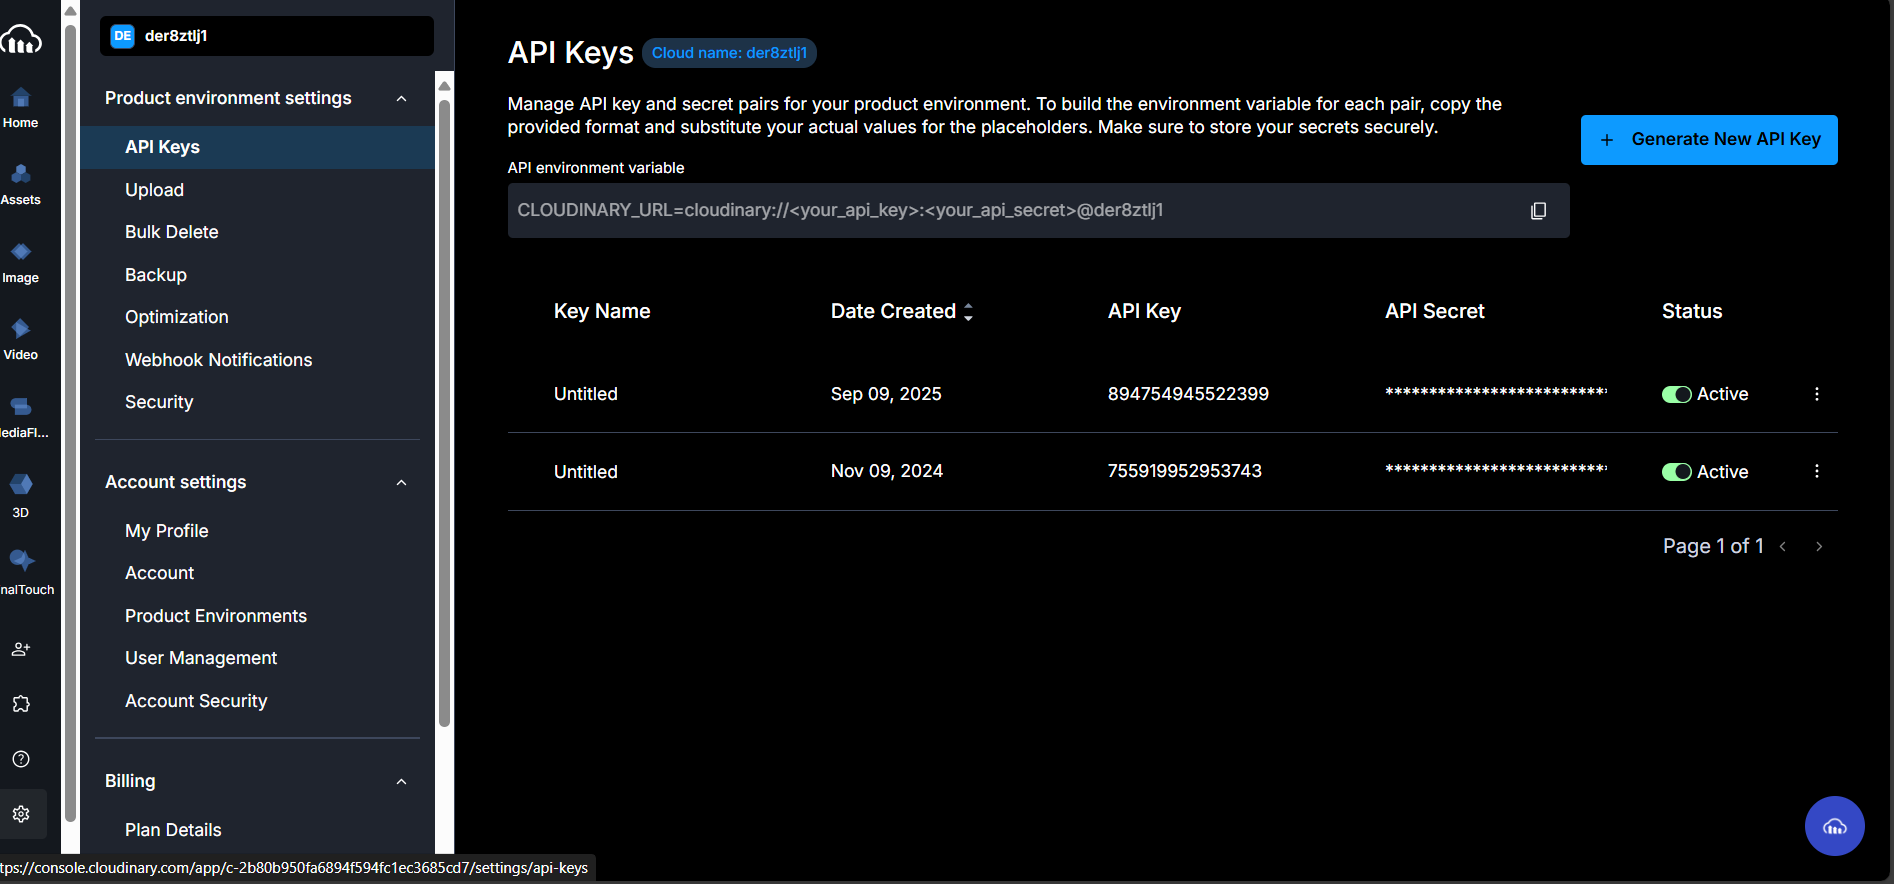 DE der8ztlj1
Home
Assets
Image
Video
ediaFl...
3D
nalTouch
Product environment settings
API Keys
Upload
Bulk Delete
Backup
Optimization
Webhook Notifications
Security
Account settings
My Profile
Account
Product Environments
User Management
Account Security
Billing
Plan Details
tps://console.cloudinary.com/app/c-2b80b950fa6894f594fc1ec3685cd7/settings/api-keys
API Keys Cloud name: der8ztlj1
Manage API key and secret pairs for your product environment. To build the environment variable for each pair, copy the
provided format and substitute your actual values for the placeholders. Make sure to store your secrets securely.
+ Generate New API Key
API environment variable
CLOUDINARY_URL=cloudinary://<your_api_key>:<your_api_secret>@der8ztlj1
Key Name Date Created API Key API Secret Status
Untitled Sep 09, 2025 894754945522399 ************************** Active
Untitled Nov 09, 2024 755919952953743 ************************** Active
Page 1 of 1 < >